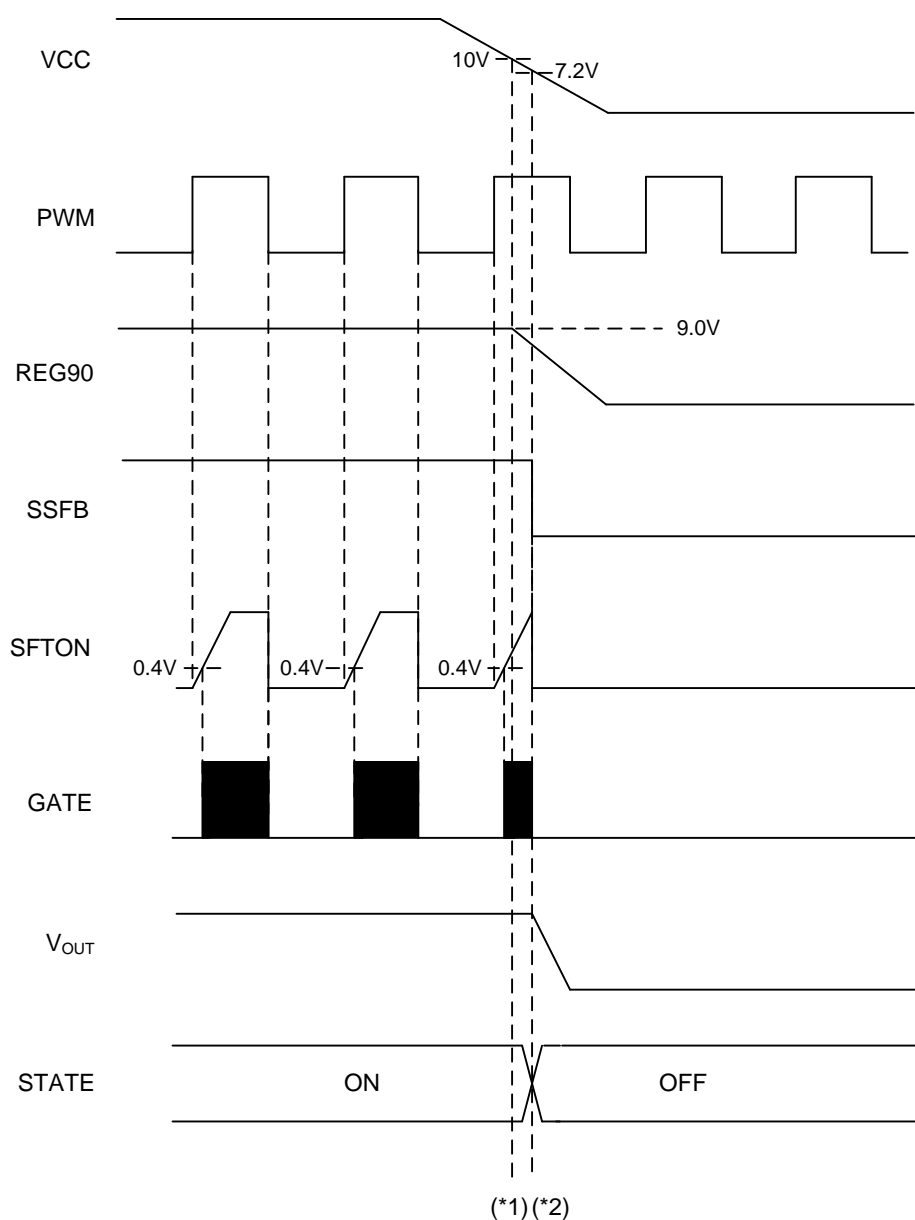 VCC
10V
7.2V
PWM
9.0V
REG90
SSFB
SFTON
0.4V
0.4V
0.4V
GATE
VOUT
STATE
ON
OFF
(*1) (*2)